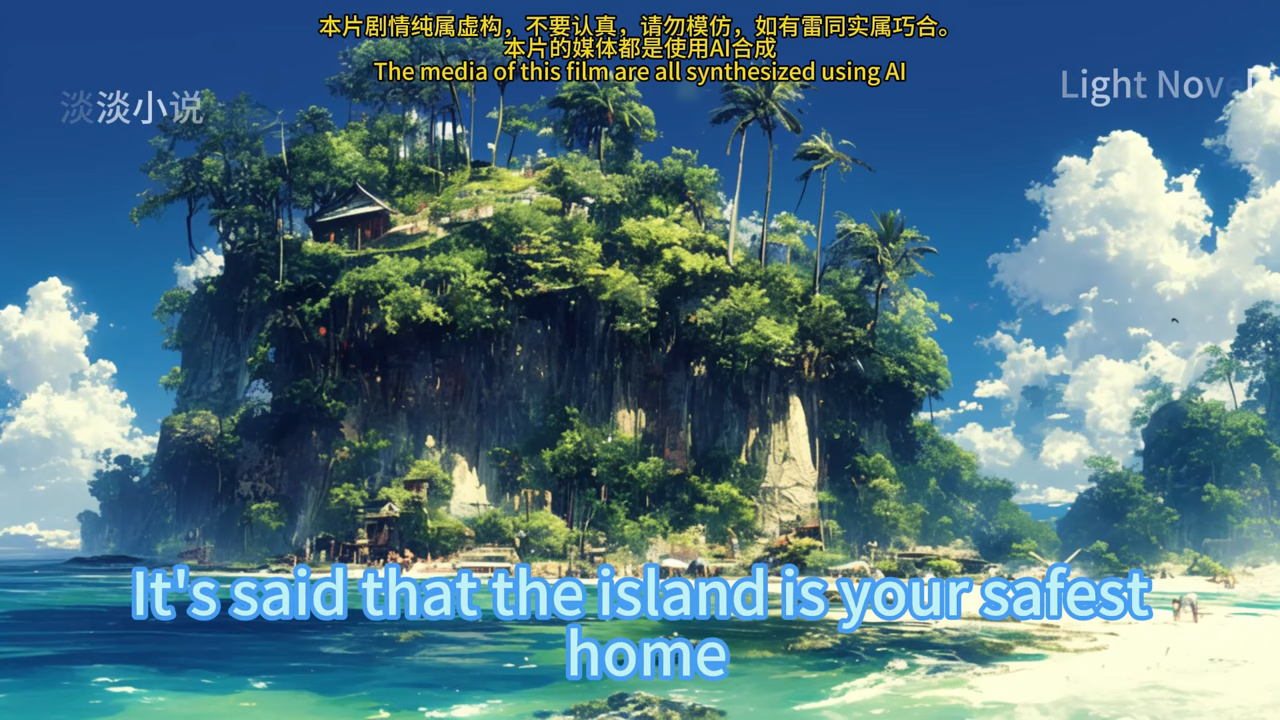 本片剧情纯属虚构，不要认真，请勿模仿，如有雷同实属巧合。
本片的媒体都是使用AI合成
The media of this film are all synthesized using AI
淡淡小说
Light Novel
It's said that the island is your safest
home